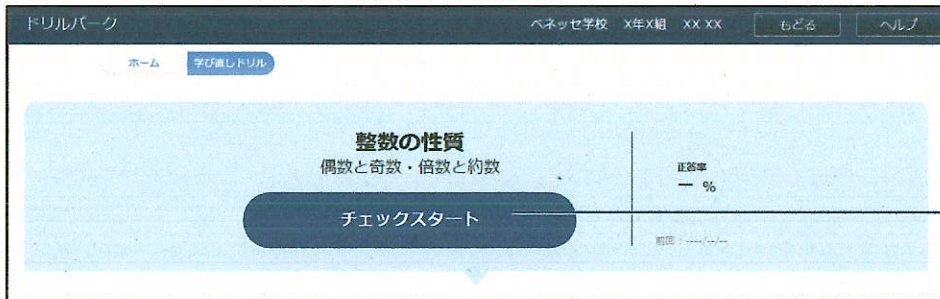 ドリルパーク
ベネッセ学校 X年X組 XX XX
もどる
ヘルプ
ホーム
学び直しドリル
整数の性質
偶数と奇数・倍数と約数
チェックスタート
正答率
ー %
前回：----/--/--